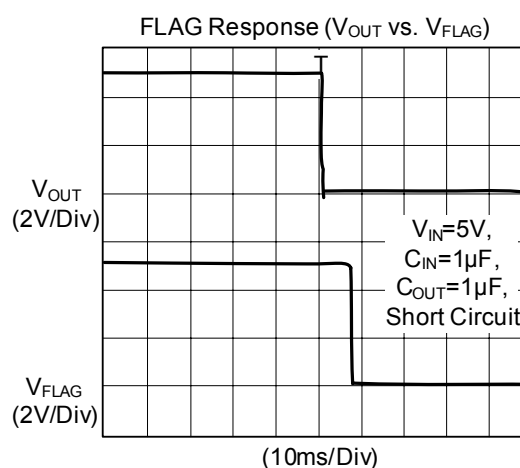 FLAG Response (VOUT vs. VFLAG)
VOUT
(2V/Div)
VIN=5V,
CIN=1µF,
COUT=1µF,
Short Circuit
VFLAG
(2V/Div)
(10ms/Div)